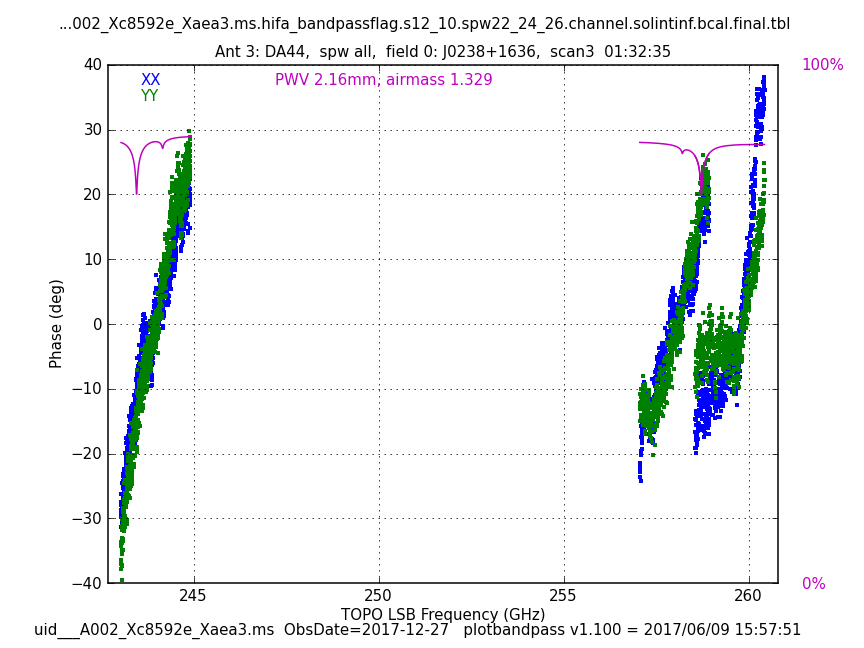 ...002_Xc8592e_Xaea3.ms.hifa_bandpassflag.s12_10.spw22_24_26.channel.solintinf.bcal.final.tbl
Ant 3: DA44, spw all, field 0: J0238+1636, scan3 01:32:35
XX
YY
PWV 2.16mm, airmass 1.329
100%
0%
40
30
20
10
0
−10
−20
−30
−40
Phase (deg)
245
250
255
260
TOPO LSB Frequency (GHz)
uid___A002_Xc8592e_Xaea3.ms ObsDate=2017-12-27 plotbandpass v1.100 = 2017/06/09 15:57:51